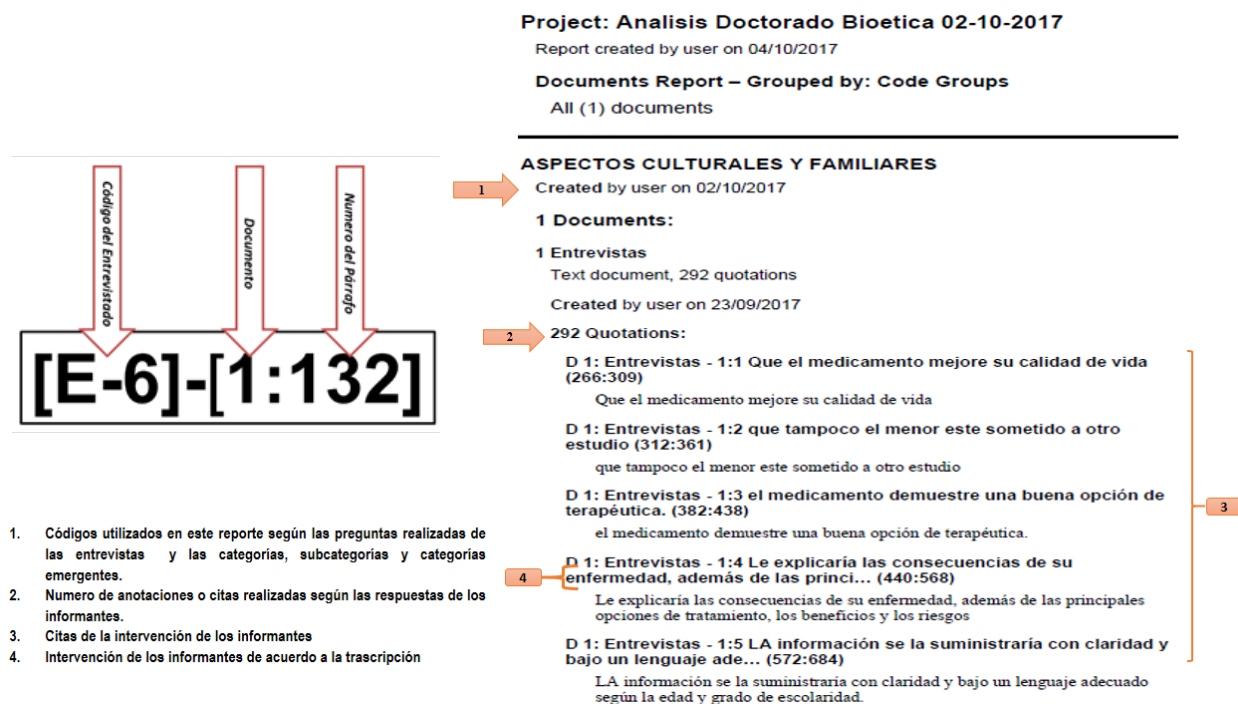 Código del Entrevistado
Documento
Numero del Párrafo
[E-6]-[1:132]
1. Códigos utilizados en este reporte según las preguntas realizadas de
las entrevistas y las categorías, subcategorías y categorías
emergentes.
2. Numero de anotaciones o citas realizadas según las respuestas de los
informantes.
3. Citas de la intervención de los informantes
4. Intervención de los informantes de acuerdo a la trascripción
Project: Analisis Doctorado Bioetica 02-10-2017
Report created by user on 04/10/2017
Documents Report – Grouped by: Code Groups
All (1) documents
ASPECTOS CULTURALES Y FAMILIARES
1
Created by user on 02/10/2017
1 Documents:
1 Entrevistas
Text document, 292 quotations
Created by user on 23/09/2017
2
292 Quotations:
D 1: Entrevistas - 1:1 Que el medicamento mejore su calidad de vida
(266:309)
Que el medicamento mejore su calidad de vida
D 1: Entrevistas - 1:2 que tampoco el menor este sometido a otro
estudio (312:361)
que tampoco el menor este sometido a otro estudio
D 1: Entrevistas - 1:3 el medicamento demuestre una buena opción de
terapéutica. (382:438)
3
el medicamento demuestre una buena opción de terapéutica.
D 1: Entrevistas - 1:4 Le explicaría las consecuencias de su
4
enfermedad, además de las princi... (440:568)
Le explicaría las consecuencias de su enfermedad, además de las principales
opciones de tratamiento, los beneficios y los riesgos
D 1: Entrevistas - 1:5 LA información se la suministraría con claridad y
bajo un lenguaje ade... (572:684)
LA información se la suministraría con claridad y bajo un lenguaje adecuado
según la edad y grado de escolaridad.